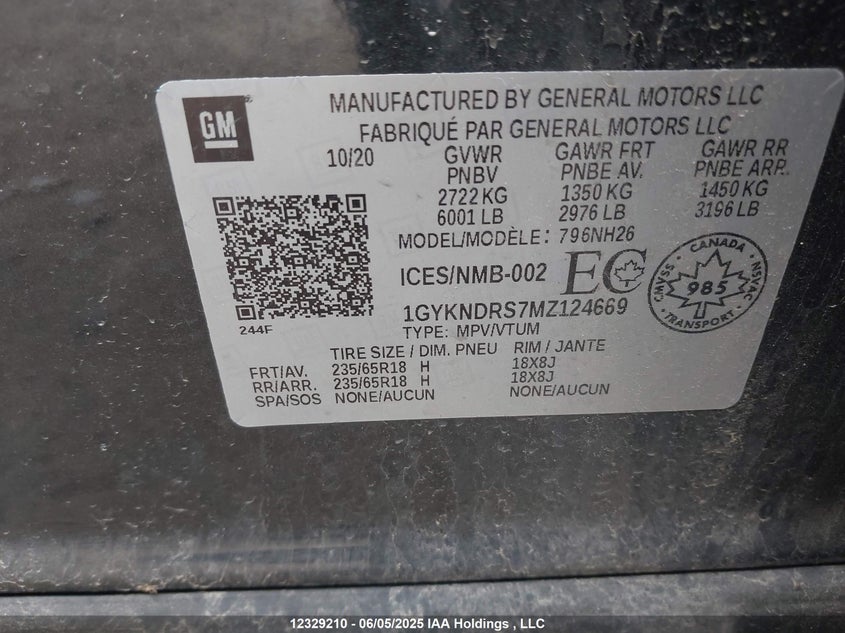 GM
MANUFACTURED BY GENERAL MOTORS LLC
FABRIQUÉ PAR GENERAL MOTORS LLC
10/20 GVWR GAWR FRT GAWR RR
PNBV PNBE AV. PNBE ARR.
2722 KG 1350 KG 1450 KG
6001 LB 2976 LB 3196 LB
MODEL/MODÈLE: 796NH26
ICES/NMB-002 EC
CANADA
CMVSS 985 NSVAC
TRANSPORT
1GYKNDRS7MZ124669
244F TYPE: MPV/VTUM
TIRE SIZE / DIM. PNEU RIM / JANTE
FRT/AV. 235/65R18 H 18X8J
RR/ARR. 235/65R18 H 18X8J
SPA/SOS NONE/AUCUN NONE/AUCUN
12329210 - 06/05/2025 IAA Holdings , LLC